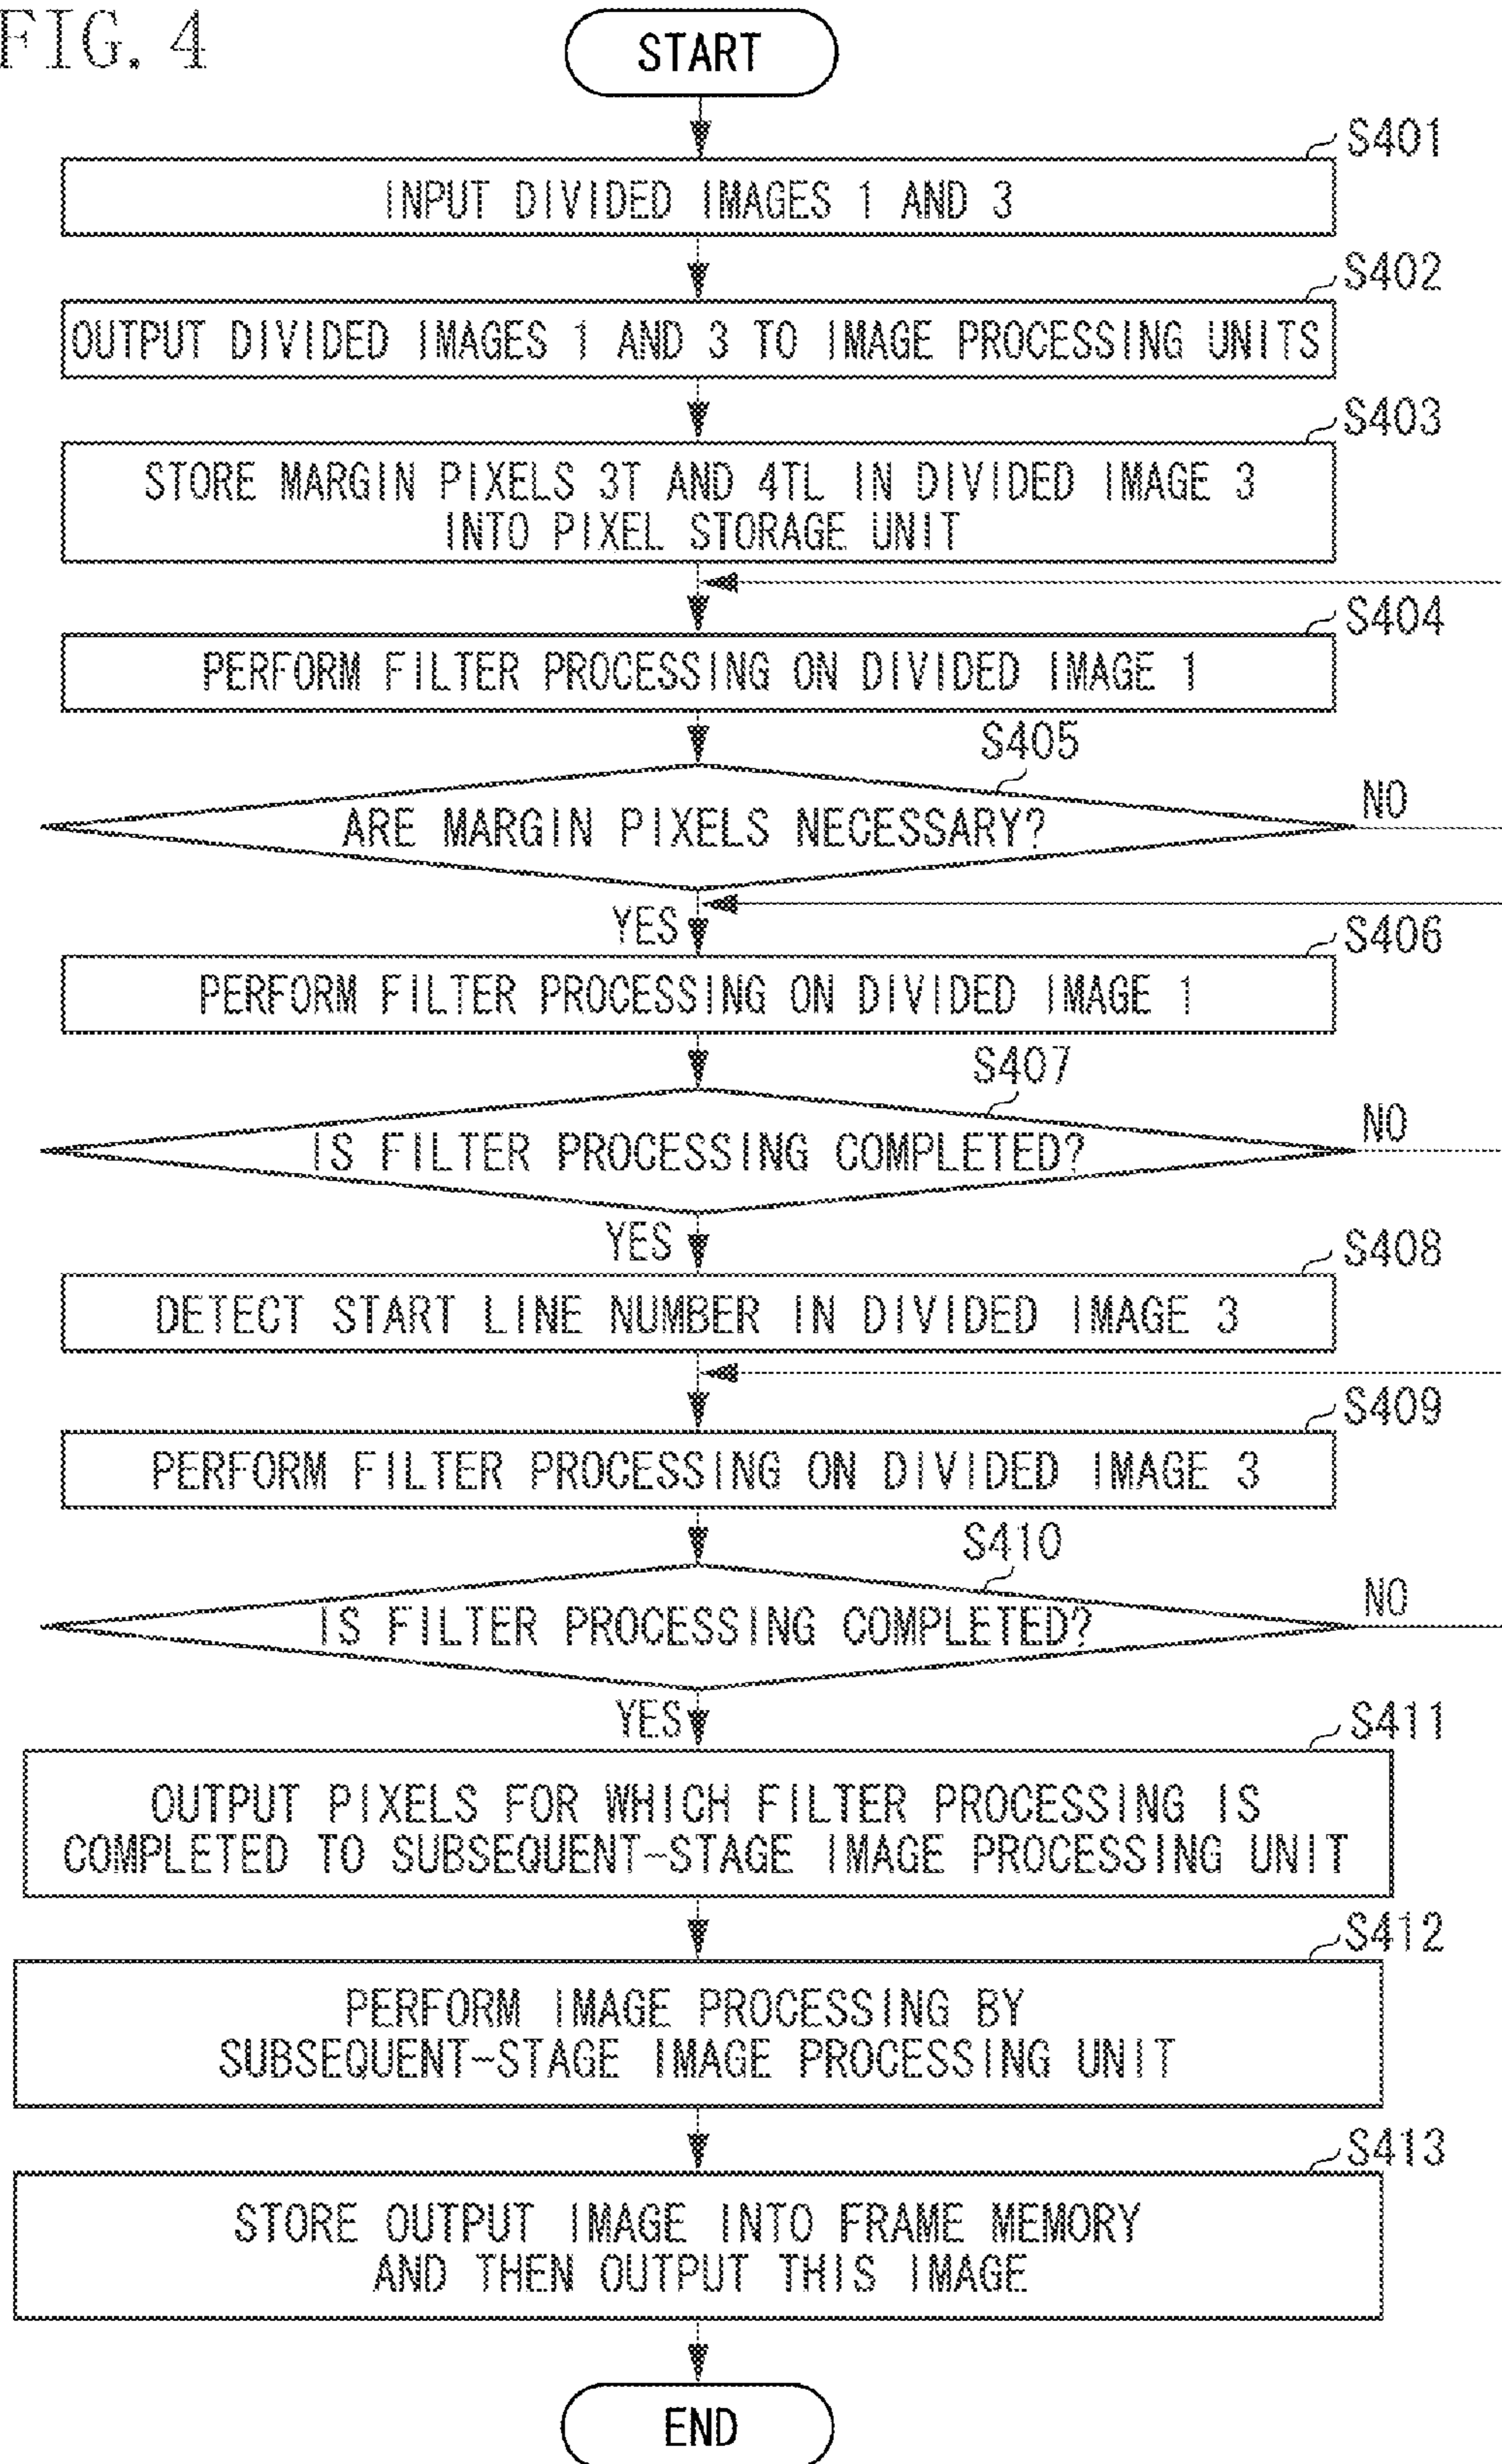 FIG. 4
START
S401
INPUT DIVIDED IMAGES 1 AND 3
S402
OUTPUT DIVIDED IMAGES 1 AND 3 TO IMAGE PROCESSING UNITS
S403
STORE MARGIN PIXELS 3T AND 4TL IN DIVIDED IMAGE 3
INTO PIXEL STORAGE UNIT
S404
PERFORM FILTER PROCESSING ON DIVIDED IMAGE 1
S405
ARE MARGIN PIXELS NECESSARY?
NO
YES
S406
PERFORM FILTER PROCESSING ON DIVIDED IMAGE 1
S407
IS FILTER PROCESSING COMPLETED?
NO
YES
S408
DETECT START LINE NUMBER IN DIVIDED IMAGE 3
S409
PERFORM FILTER PROCESSING ON DIVIDED IMAGE 3
S410
IS FILTER PROCESSING COMPLETED?
NO
YES
S411
OUTPUT PIXELS FOR WHICH FILTER PROCESSING IS
COMPLETED TO SUBSEQUENT-STAGE IMAGE PROCESSING UNIT
S412
PERFORM IMAGE PROCESSING BY
SUBSEQUENT-STAGE IMAGE PROCESSING UNIT
S413
STORE OUTPUT IMAGE INTO FRAME MEMORY
AND THEN OUTPUT THIS IMAGE
END